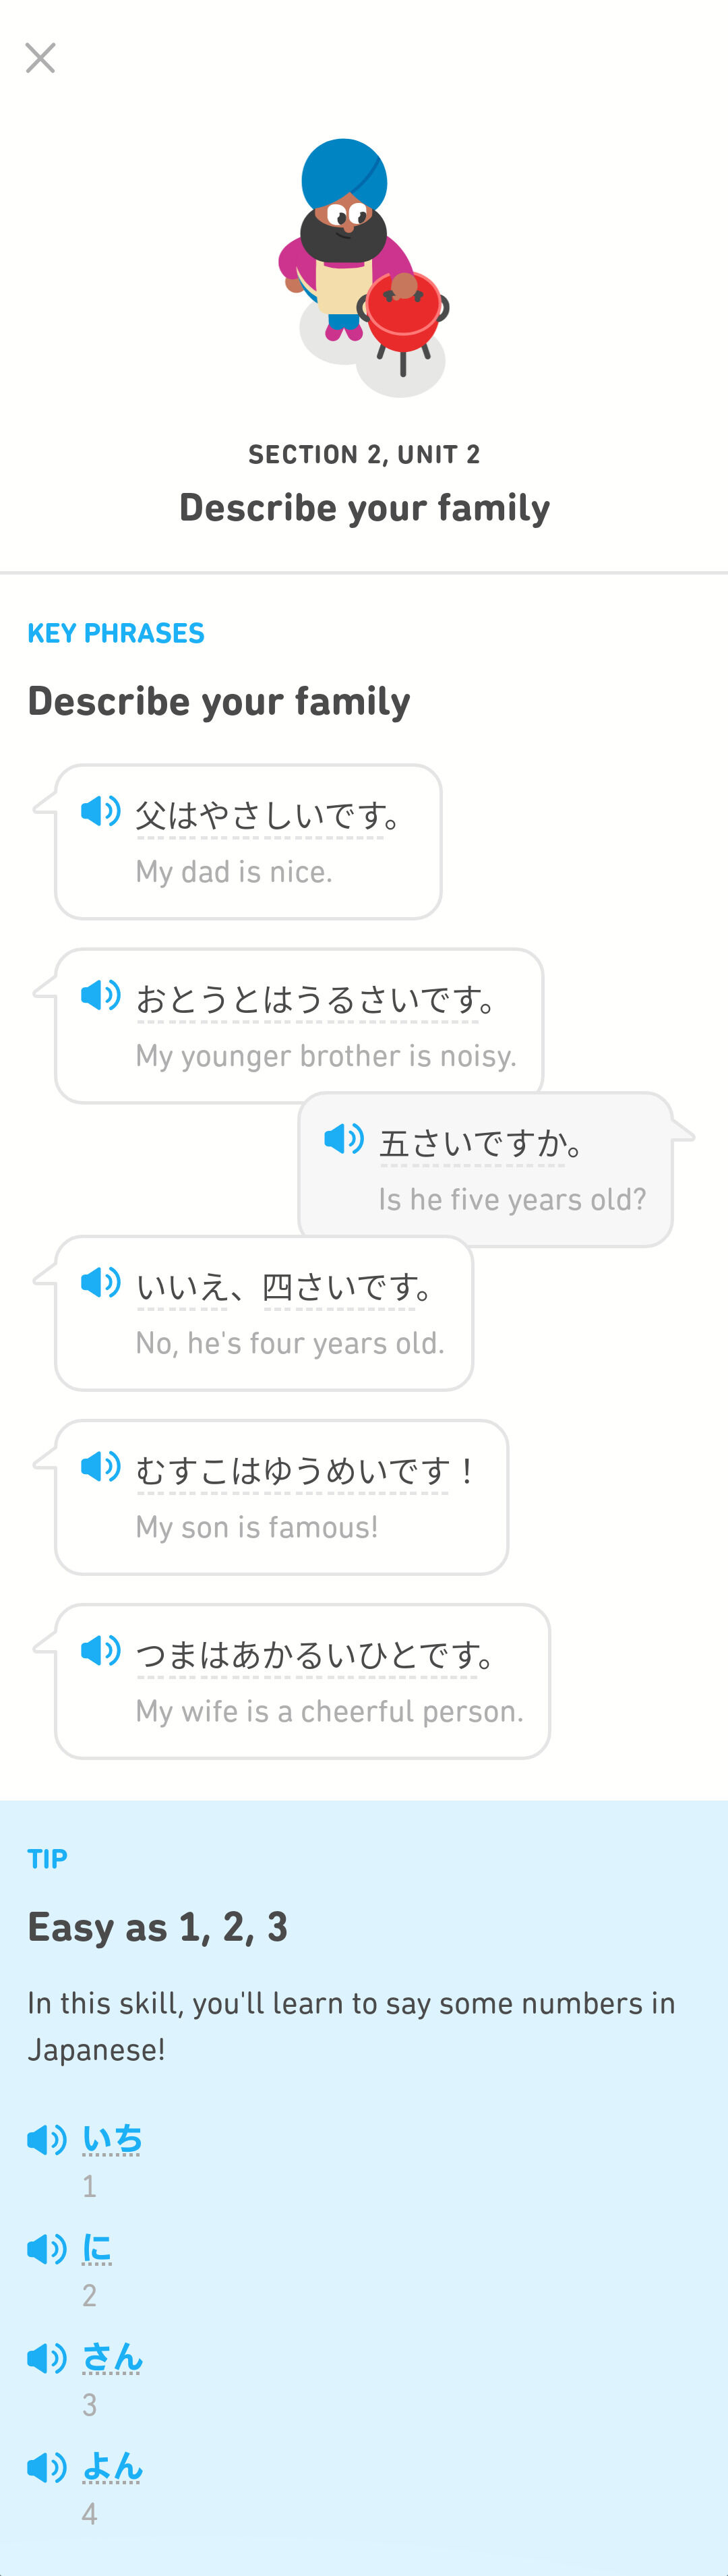 SECTION 2, UNIT 2
Describe your family
KEY PHRASES
Describe your family
父はやさしいです。
My dad is nice.
おとうとはうるさいです。
My younger brother is noisy.
五さいですか。
Is he five years old?
いいえ、四さいです。
No, he's four years old.
むすこはゆうめいです！
My son is famous!
つまはあかるいひとです。
My wife is a cheerful person.
TIP
Easy as 1, 2, 3
In this skill, you'll learn to say some numbers in
Japanese!
いち
1
に
2
さん
3
よん
4